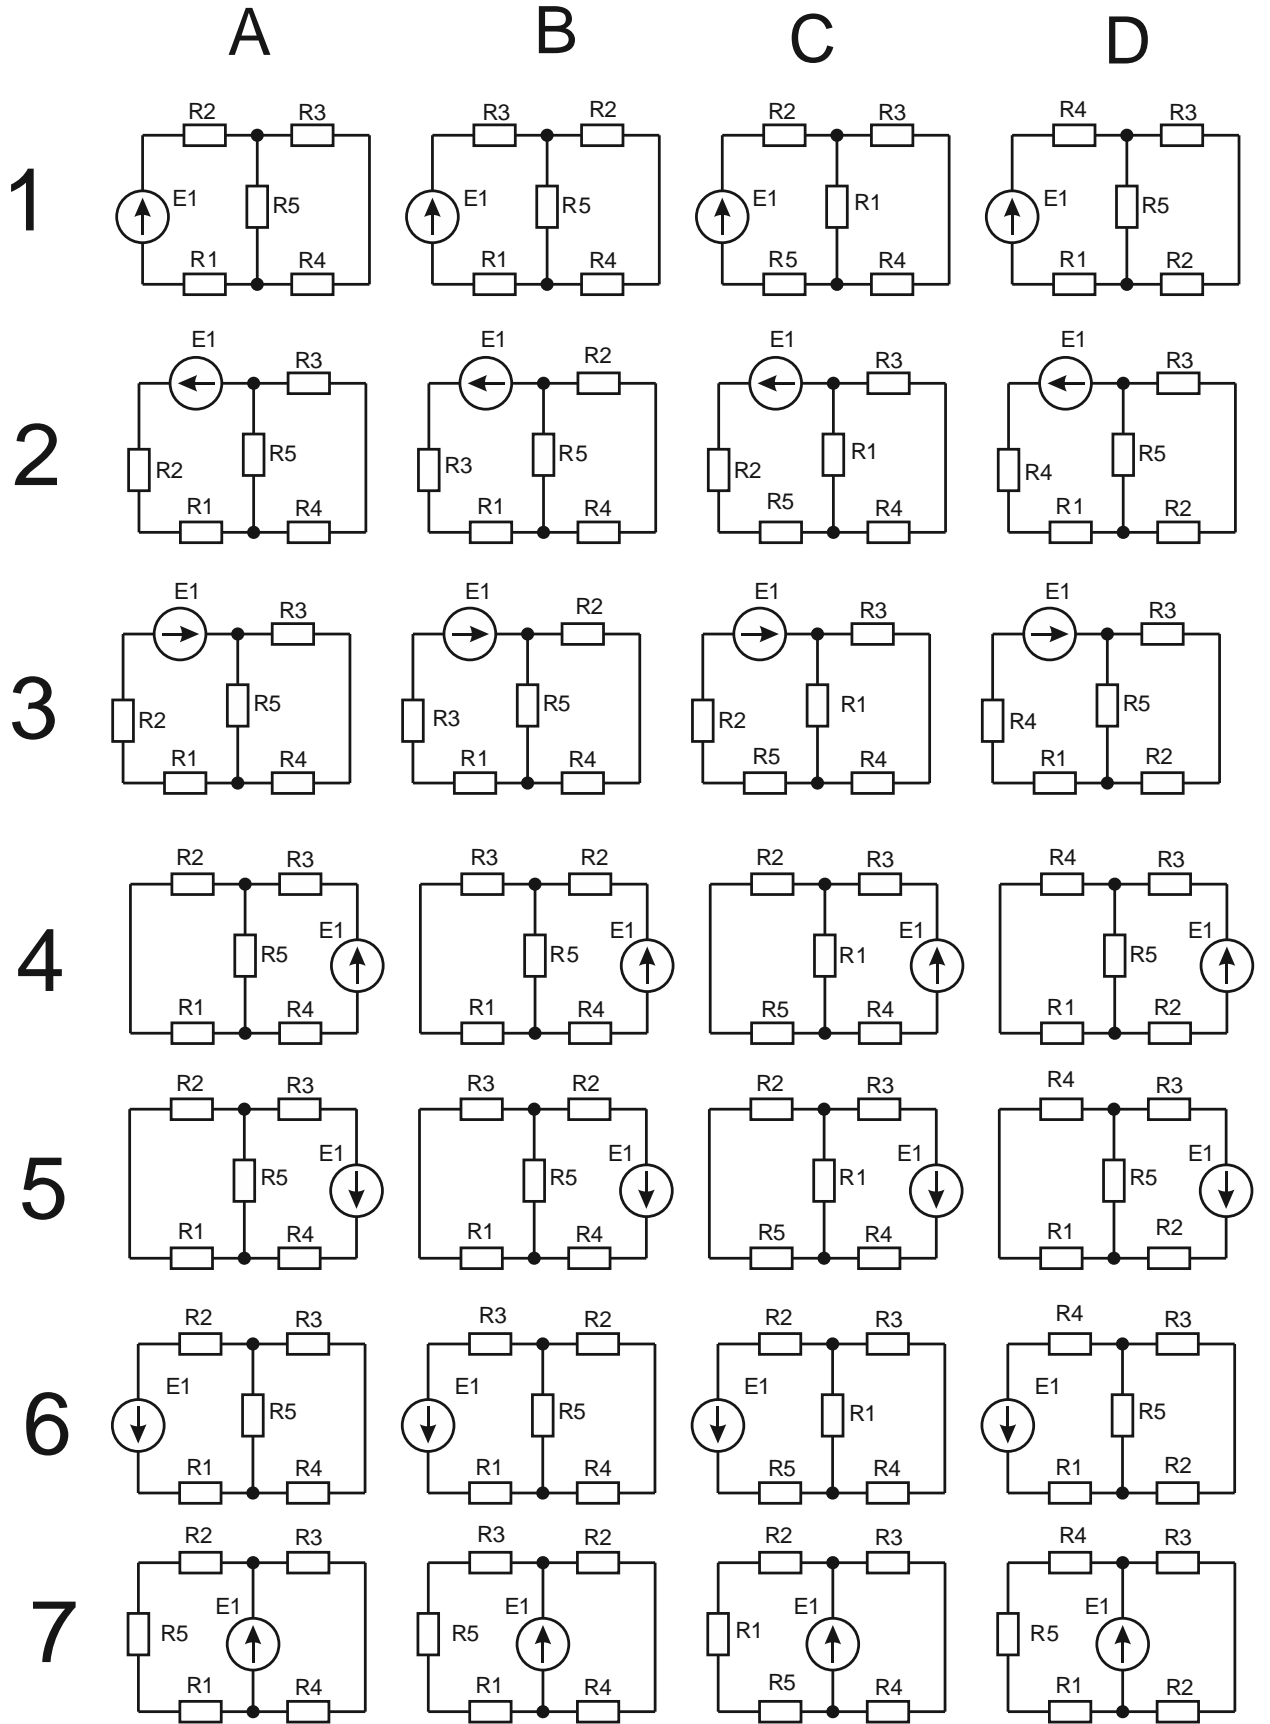 A B C D
1
R2 R3 R3 R2 R2 R3 R4 R3
E1 R5 E1 R5 E1 R1 E1 R5
R1 R4 R1 R4 R5 R4 R1 R2
2
E1 R3 E1 R2 E1 R3 E1 R3
R2 R5 R3 R5 R2 R1 R4 R5
R1 R4 R1 R4 R5 R4 R1 R2
3
E1 R3 E1 R2 E1 R3 E1 R3
R2 R5 R3 R5 R2 R1 R4 R5
R1 R4 R1 R4 R5 R4 R1 R2
4
R2 R3 R3 R2 R2 R3 R4 R3
R5 E1 R5 E1 R1 E1 R5 E1
R1 R4 R1 R4 R5 R4 R1 R2
5
R2 R3 R3 R2 R2 R3 R4 R3
R5 E1 R5 E1 R1 E1 R5 E1
R1 R4 R1 R4 R5 R4 R1 R2
6
R2 R3 R3 R2 R2 R3 R4 R3
E1 R5 E1 R5 E1 R1 E1 R5
R1 R4 R1 R4 R5 R4 R1 R2
7
R2 R3 R3 R2 R2 R3 R4 R3
R5 E1 R5 E1 R1 E1 R5 E1
R1 R4 R1 R4 R5 R4 R1 R2